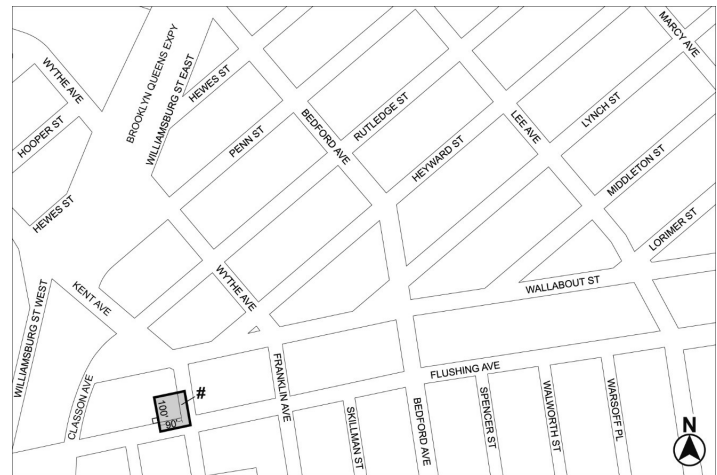 MARCY AVE
WYTHE AVE
BROOKLYN QUEENS EXPY
WILLIAMSBURG ST EAST
HEWES ST
HOOPER ST
PENN ST
BEDFORD AVE
RUTLEDGE ST
LEE AVE
LYNCH ST
HEYWARD ST
MIDDLETON ST
HEWES ST
LORIMER ST
WILLIAMSBURG ST WEST
KENT AVE
WYTHE AVE
WALLABOUT ST
CLASSON AVE
100'
90'
#
FRANKLIN AVE
FLUSHING AVE
SKILLMAN ST
BEDFORD AVE
SPENCER ST
WALWORTH ST
WARSOFF PL
N